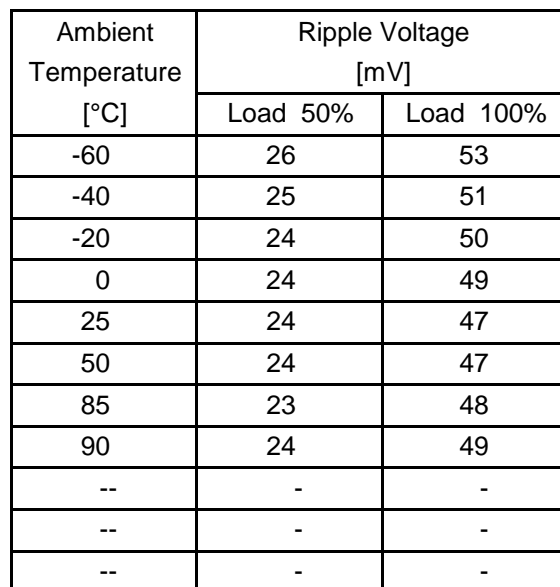 Ambient Temperature [°C] Ripple Voltage [mV]
Load 50% Load 100%
-60 26 53
-40 25 51
-20 24 50
0 24 49
25 24 47
50 24 47
85 23 48
90 24 49
-- - -
-- - -
-- - -